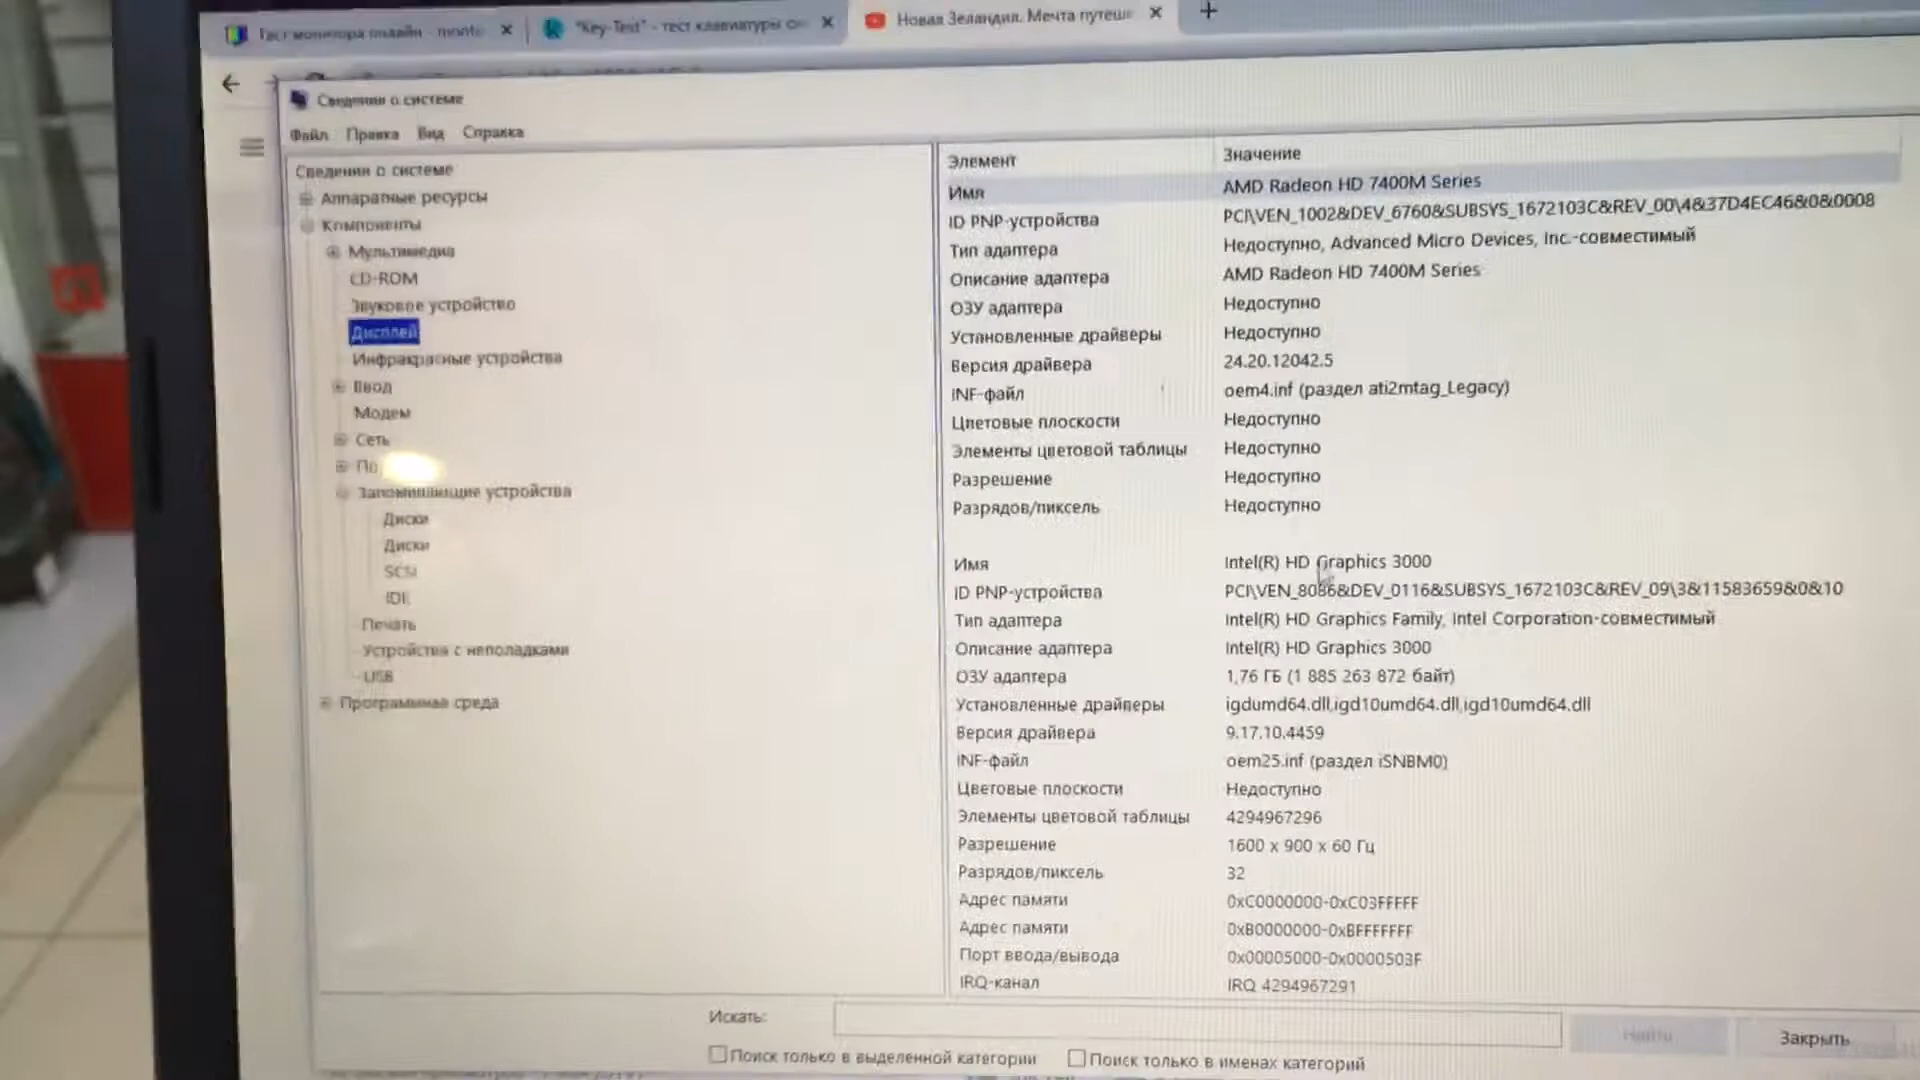 Тест монитора онлайн - monte
"Key-Test" - тест клавиатуры он
Новая Зеландия. Мечта путеше
Сведения о системе
Файл Правка Вид Справка
Сведения о системе
Аппаратные ресурсы
Компоненты
Мультимедиа
CD-ROM
Звуковое устройство
Дисплей
Инфракрасные устройства
Ввод
Модем
Сеть
По
Запоминающие устройства
Диски
Диски
SCSI
IDE
Печать
Устройства с неполадками
USB
Программная среда
Элемент Значение
Имя AMD Radeon HD 7400M Series
ID PNP-устройства PCI\VEN_1002&DEV_6760&SUBSYS_1672103C&REV_00\4&37D4EC46&0&0008
Тип адаптера Недоступно, Advanced Micro Devices, Inc.-совместимый
Описание адаптера AMD Radeon HD 7400M Series
ОЗУ адаптера Недоступно
Установленные драйверы Недоступно
Версия драйвера 24.20.12042.5
INF-файл oem4.inf (раздел ati2mtag_Legacy)
Цветовые плоскости Недоступно
Элементы цветовой таблицы Недоступно
Разрешение Недоступно
Разрядов/пиксель Недоступно
Имя Intel(R) HD Graphics 3000
ID PNP-устройства PCI\VEN_8086&DEV_0116&SUBSYS_1672103C&REV_09\3&11583659&0&10
Тип адаптера Intel(R) HD Graphics Family, Intel Corporation-совместимый
Описание адаптера Intel(R) HD Graphics 3000
ОЗУ адаптера 1,76 ГБ (1 885 263 872 байт)
Установленные драйверы igdumd64.dll,igd10umd64.dll,igd10umd64.dll
Версия драйвера 9.17.10.4459
INF-файл oem25.inf (раздел iSNBM0)
Цветовые плоскости Недоступно
Элементы цветовой таблицы 4294967296
Разрешение 1600 x 900 x 60 Гц
Разрядов/пиксель 32
Адрес памяти 0xC0000000-0xC03FFFFF
Адрес памяти 0xB0000000-0xBFFFFFFF
Порт ввода/вывода 0x00005000-0x0000503F
IRQ-канал IRQ 4294967291
Искать: Найти Закрыть
Поиск только в выделенной категории Поиск только в именах категорий